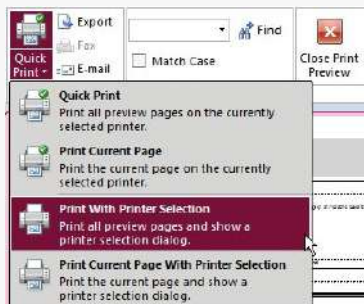 Export
Fax
Quick
Print
E-mail
Find
Match Case
Close Print
Preview
Quick Print
Print all preview pages on the currently
selected printer.
Print Current Page
Print the current page on the currently
selected printer.
Print With Printer Selection
Print all preview pages and show a
printer selection dialog.
Print Current Page With Printer Selection
Print the current page and show a
printer selection dialog.